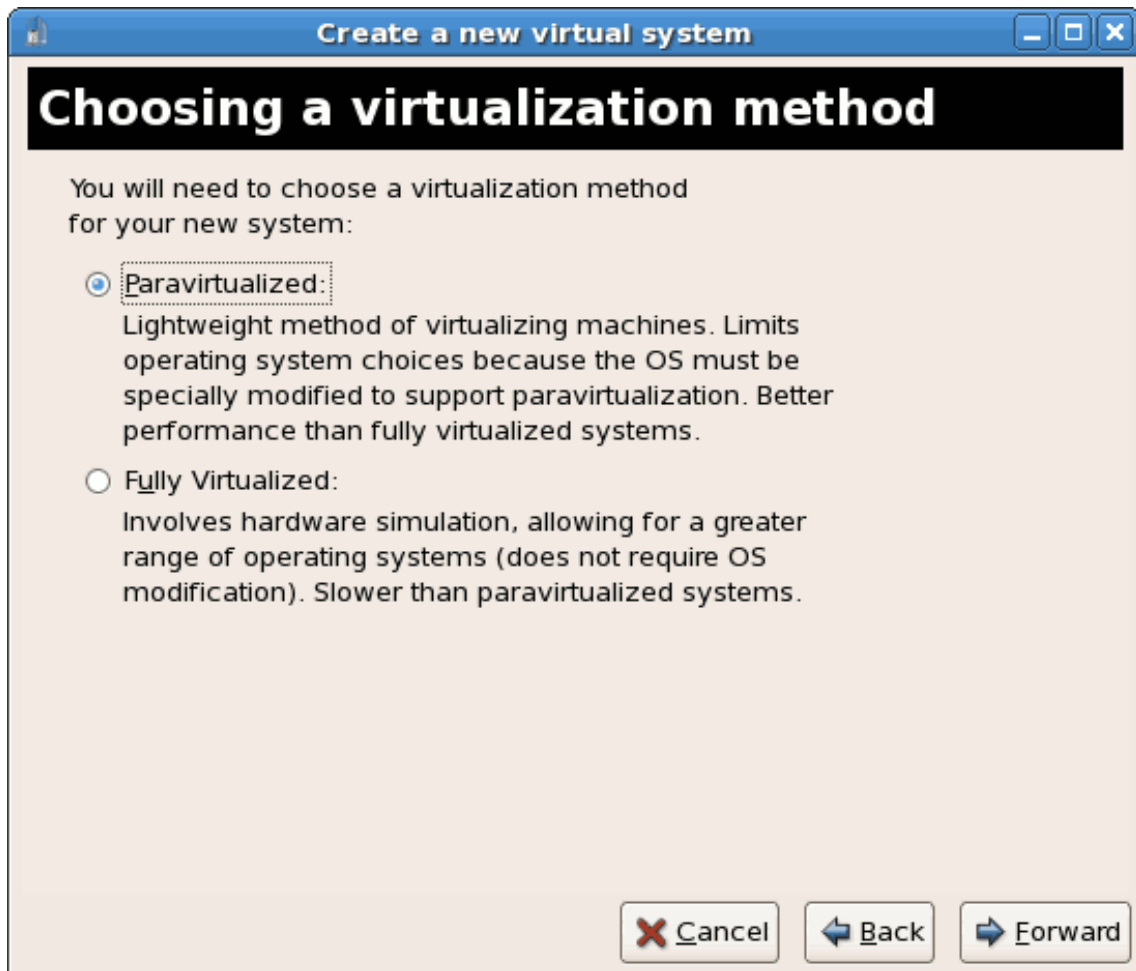 Create a new virtual system
Choosing a virtualization method
You will need to choose a virtualization method
for your new system:
Paravirtualized:
Lightweight method of virtualizing machines. Limits
operating system choices because the OS must be
specially modified to support paravirtualization. Better
performance than fully virtualized systems.
Fully Virtualized:
Involves hardware simulation, allowing for a greater
range of operating systems (does not require OS
modification). Slower than paravirtualized systems.
Cancel Back Forward